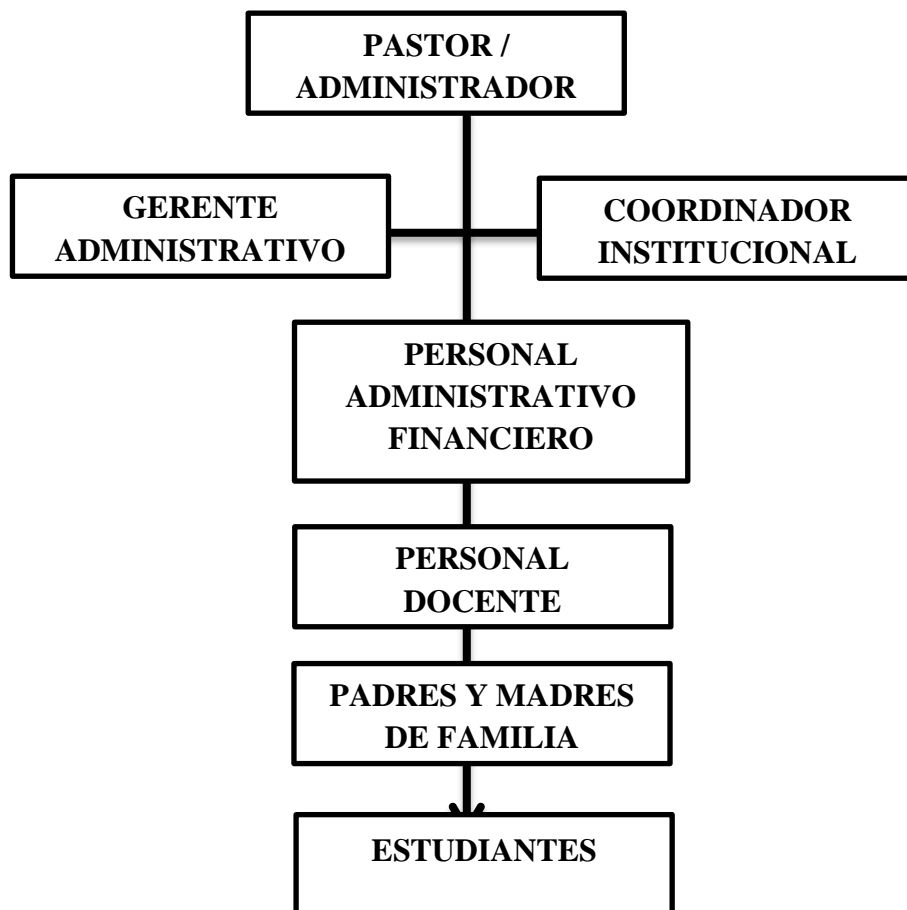 PASTOR /
ADMINISTRADOR
GERENTE
ADMINISTRATIVO
COORDINADOR
INSTITUCIONAL
PERSONAL
ADMINISTRATIVO
FINANCIERO
PERSONAL
DOCENTE
PADRES Y MADRES
DE FAMILIA
ESTUDIANTES